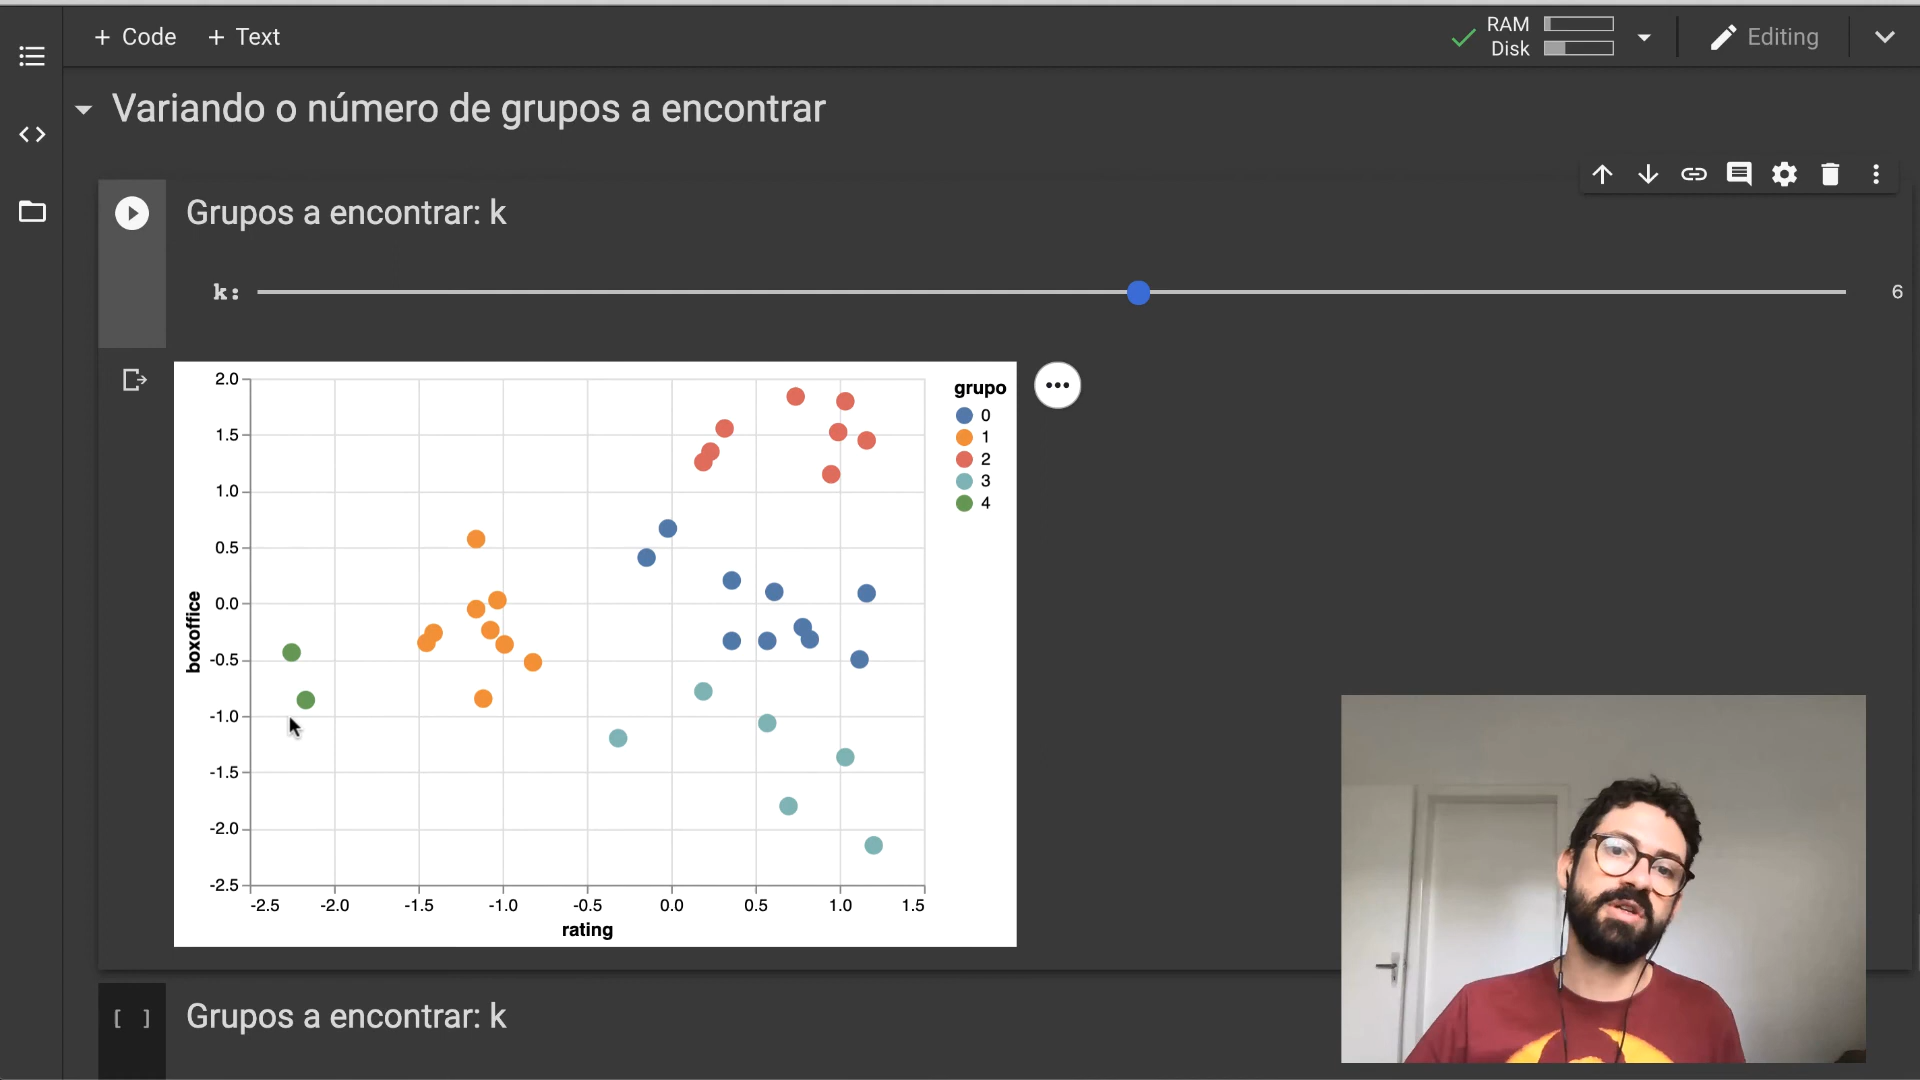 + Code + Text
RAM
Disk
Editing
Variando o número de grupos a encontrar
Grupos a encontrar: k
k: 6
grupo
0
1
2
3
4
2.0
1.5
1.0
0.5
0.0
-0.5
-1.0
-1.5
-2.0
-2.5
boxoffice
-2.5 -2.0 -1.5 -1.0 -0.5 0.0 0.5 1.0 1.5
rating
[ ] Grupos a encontrar: k